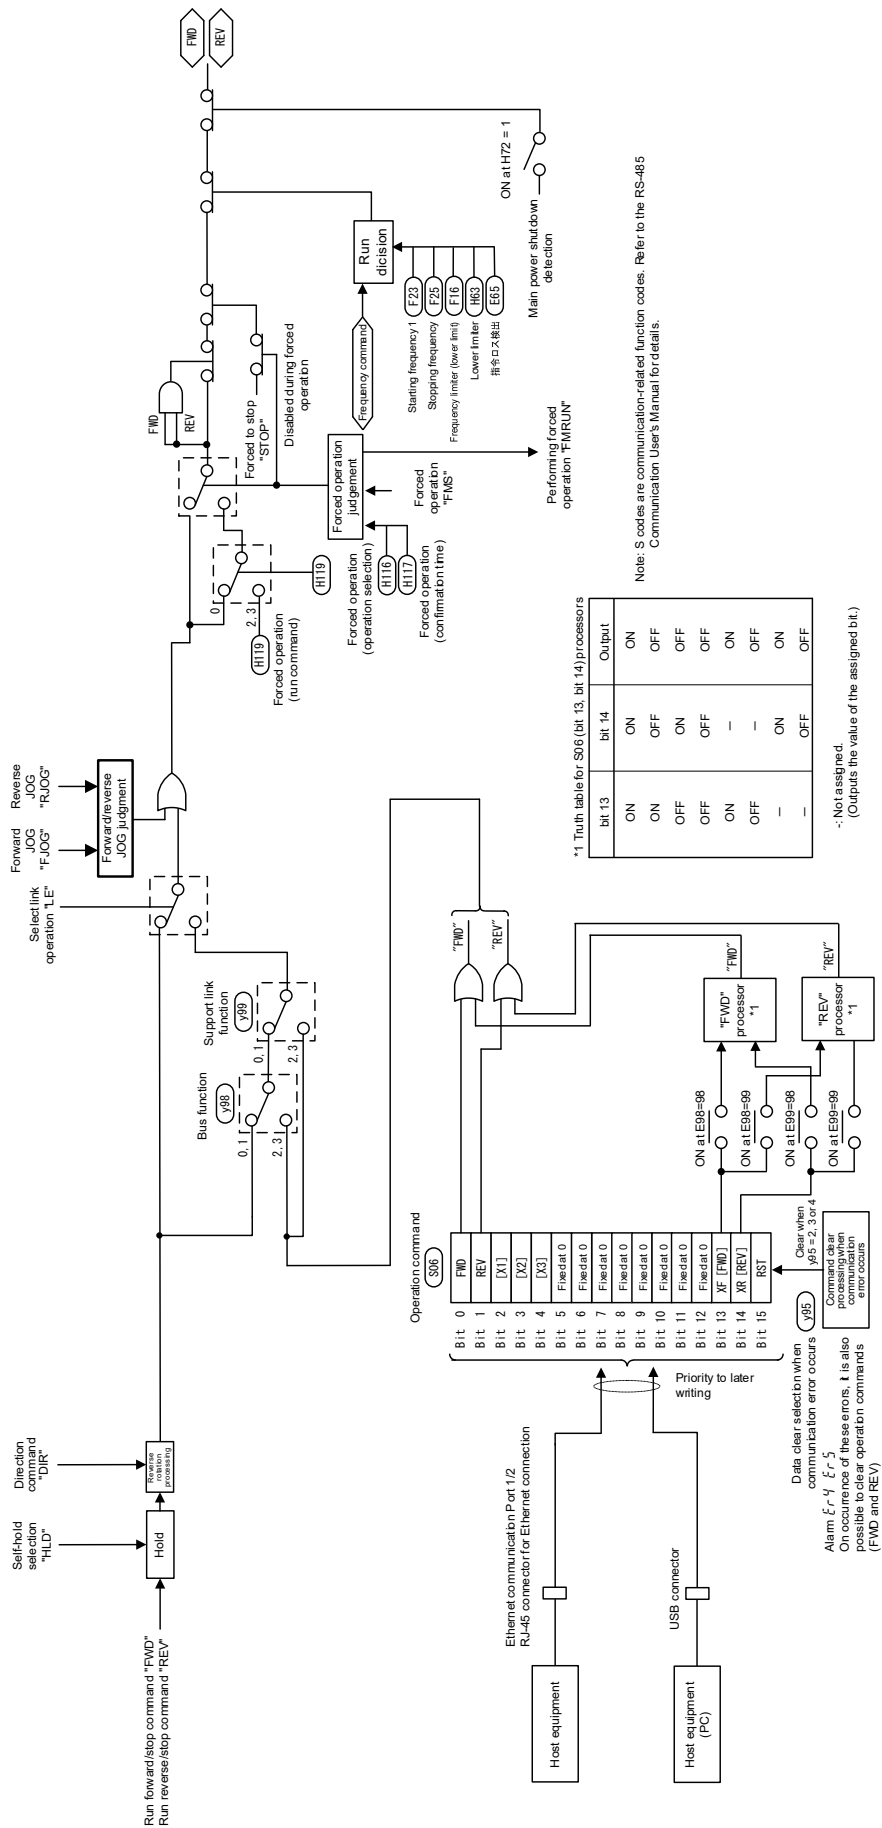 Run forward/stop command "FWD"
Run reverse/stop command "REV"
Self-hold
selection
"HLD"
Hold
Direction
command
"DIR"
Reverse
rotation
processing
Bus function
y98
0,1
2,3
Support link
function
y99
0,1
2,3
Select link
operation "LE"
Forward
JOG
"FJOG"
Reverse
JOG
"RJOG"
Forward/reverse
JOG judgment
0
2,3
H119
Forced operation
(run command)
H119
FWD
REV
Forced to stop
"STOP"
Disabled during forced
operation
Forced operation
judgement
Forced operation
(operation selection)
H116
H117
Forced operation
(confirmation time)
Forced
operation
"FMS"
Performing forced
operation "FMRUN"
Frequency command
Run
dicision
F23
F25
F16
H63
E65
Starting frequency 1
Stopping frequency
Frequency limiter (lower limit)
Lower limiter
指令ロス検出
ON at H72 = 1
Main power shutdown
detection
FWD
REV
Host equipment
Ethernet communication Port 1/2
RJ-45 connector for Ethernet connection
Host equipment
(PC)
USB connector
Priority to later
writing
Operation command
S06
Bit 0 FWD
Bit 1 REV
Bit 2 [X1]
Bit 3 [X2]
Bit 4 [X3]
Bit 5 Fixed at 0
Bit 6 Fixed at 0
Bit 7 Fixed at 0
Bit 8 Fixed at 0
Bit 9 Fixed at 0
Bit 10 Fixed at 0
Bit 11 Fixed at 0
Bit 12 Fixed at 0
Bit 13 XF [FWD]
Bit 14 XR [REV]
Bit 15 RST
Data clear selection when
communication error occurs
y95
Clear when
y95 = 2, 3 or 4
Command clear
processing when
communication
error occurs
Alarm Er4 Er5
On occurrence of these errors, it is also
possible to clear operation commands
(FWD and REV)
ON at E98=98
ON at E98=99
ON at E99=98
ON at E99=99
"FWD"
processor
*1
"REV"
processor
*1
"FWD"
"REV"
"FWD"
"REV"
*1 Truth table for S06 (bit 13, bit 14) processors
bit 13 bit 14 Output
ON ON ON
ON OFF OFF
OFF ON OFF
OFF OFF OFF
ON – ON
OFF – OFF
– ON ON
– OFF OFF
-: Not assigned.
(Outputs the value of the assigned bit.)
Note: S codes are communication-related function codes. Refer to the RS-485
Communication User's Manual for details.